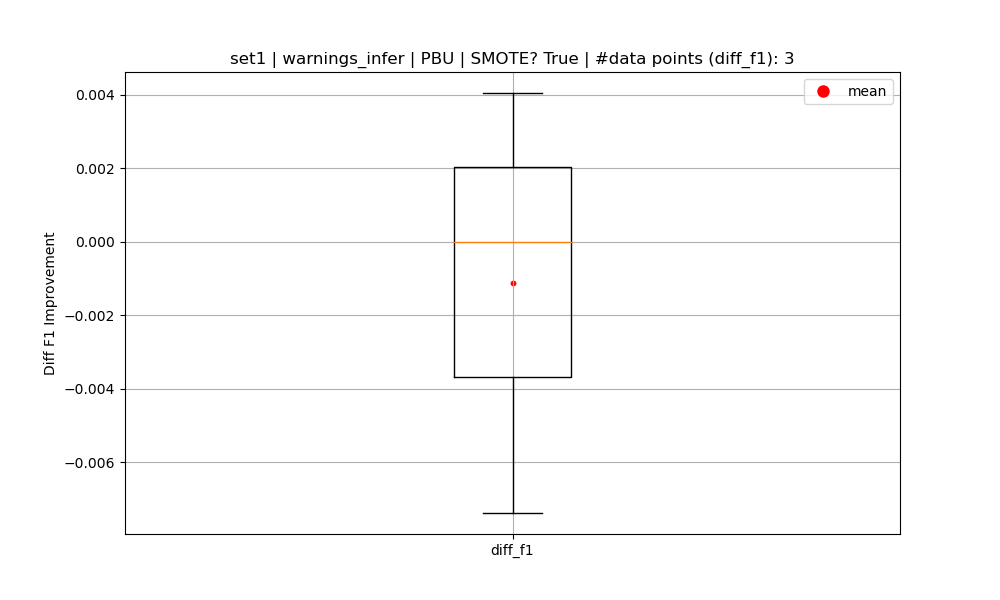 set1 | warnings_infer | PBU | SMOTE? True | #data points (diff_f1): 3
mean
0.004
0.002
0.000
−0.002
−0.004
−0.006
Diff F1 Improvement
diff_f1